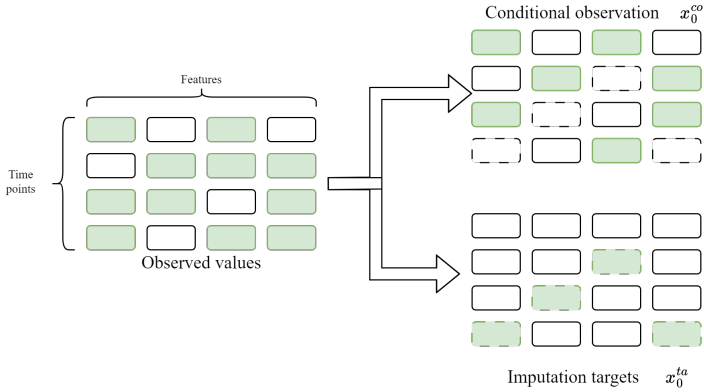 Conditional observation x_0^{co}
Features
Time
points
Observed values
Imputation targets x_0^{ta}